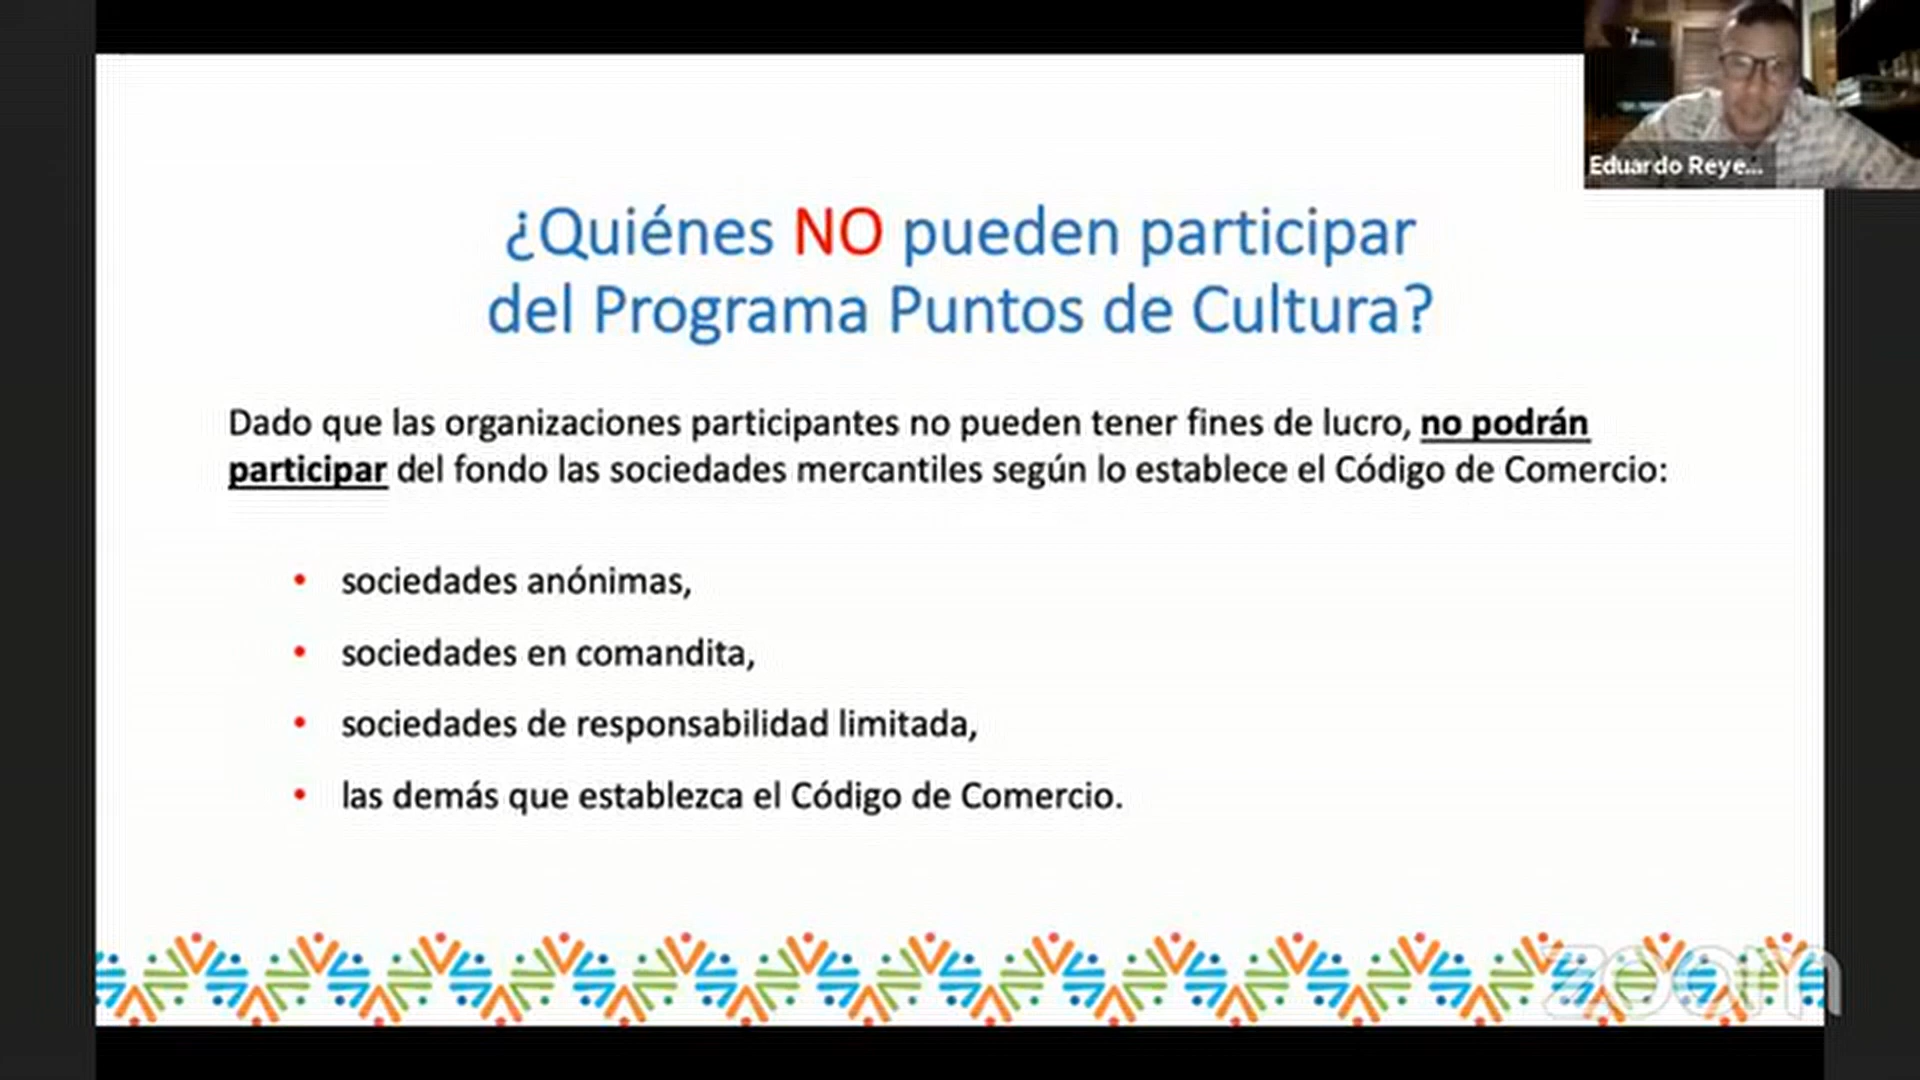 Eduardo Reye...
¿Quiénes NO pueden participar
del Programa Puntos de Cultura?
Dado que las organizaciones participantes no pueden tener fines de lucro, no podrán
participar del fondo las sociedades mercantiles según lo establece el Código de Comercio:
• sociedades anónimas,
• sociedades en comandita,
• sociedades de responsabilidad limitada,
• las demás que establezca el Código de Comercio.
zoom